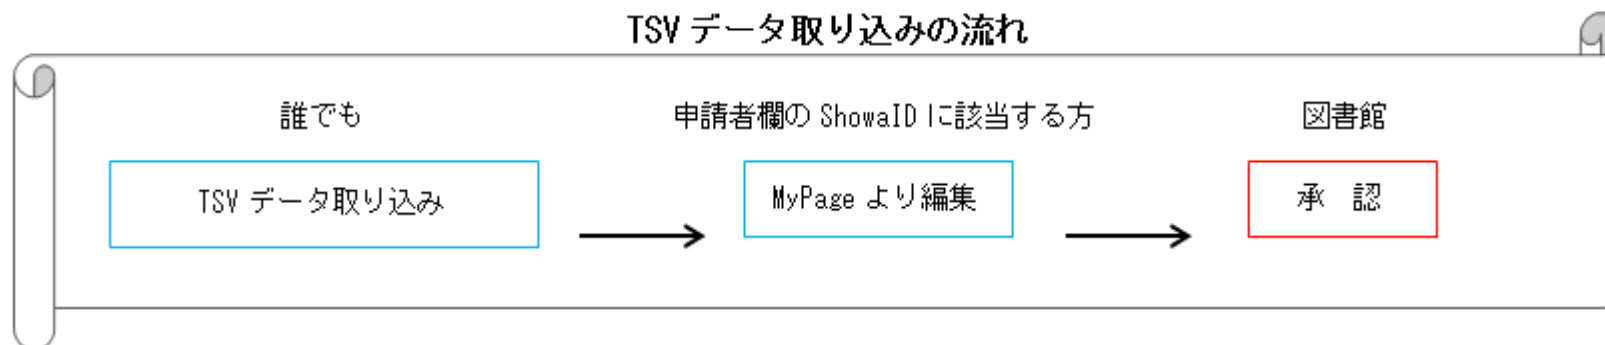 TSV データ取り込みの流れ
誰でも
申請者欄の ShowaID に該当する方
図書館
TSV データ取り込み
MyPage より編集
承　認